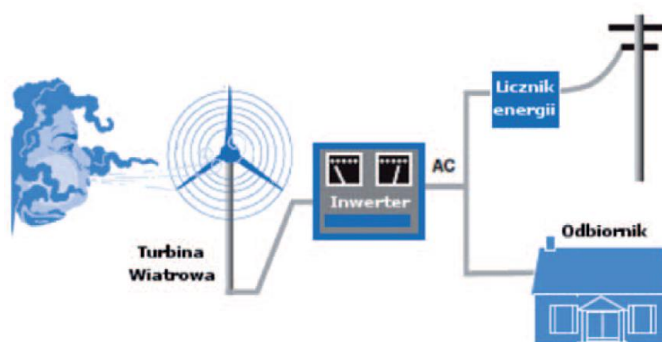 Licznik
energii
AC
Inwerter
Odbiornik
Turbina
Wiatrowa